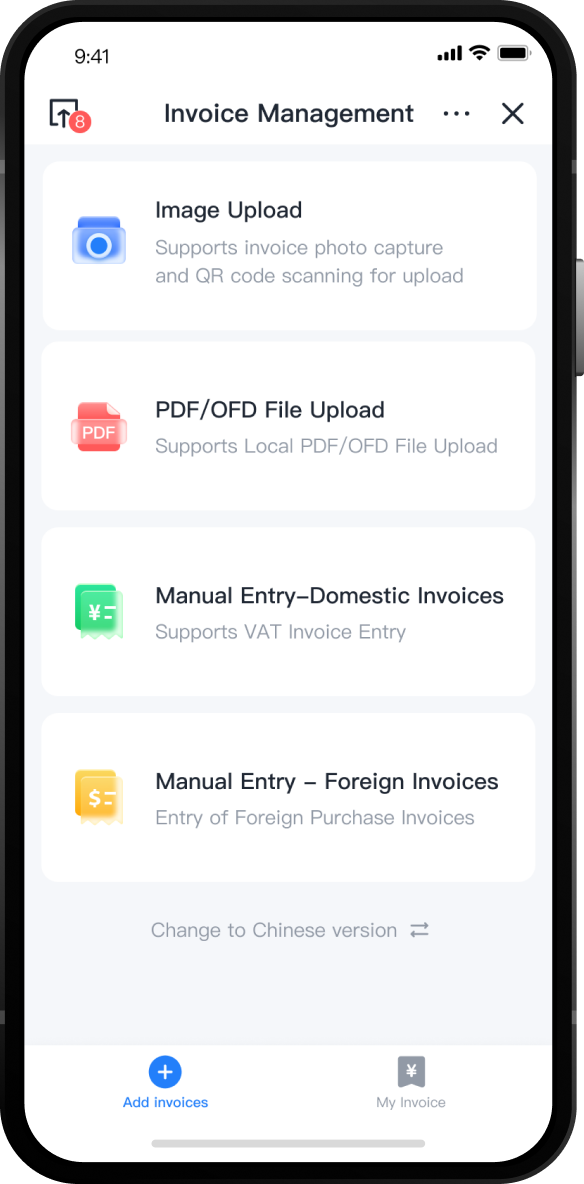 9:41
8
Invoice Management
Image Upload
Supports invoice photo capture
and QR code scanning for upload
PDF
PDF/OFD File Upload
Supports Local PDF/OFD File Upload
¥
Manual Entry–Domestic Invoices
Supports VAT Invoice Entry
$
Manual Entry – Foreign Invoices
Entry of Foreign Purchase Invoices
Change to Chinese version
¥
Add invoices
My Invoice